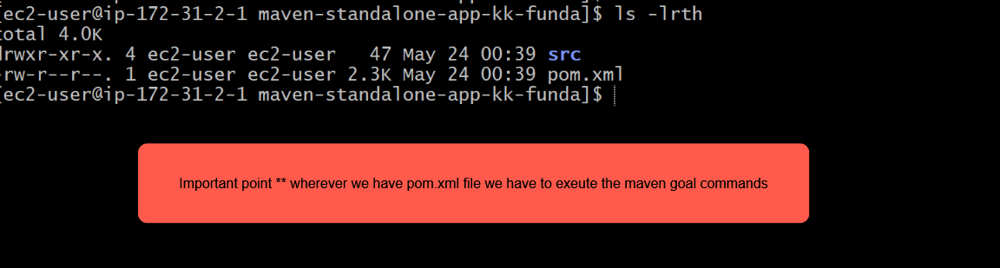 [ec2-user@ip-172-31-2-1 maven-standalone-app-kk-funda]$ ls -lrth
total 4.0K
drwxr-xr-x. 4 ec2-user ec2-user   47 May 24 00:39 src
-rw-r--r--. 1 ec2-user ec2-user 2.3K May 24 00:39 pom.xml
[ec2-user@ip-172-31-2-1 maven-standalone-app-kk-funda]$
Important point ** wherever we have pom.xml file we have to exeute the maven goal commands